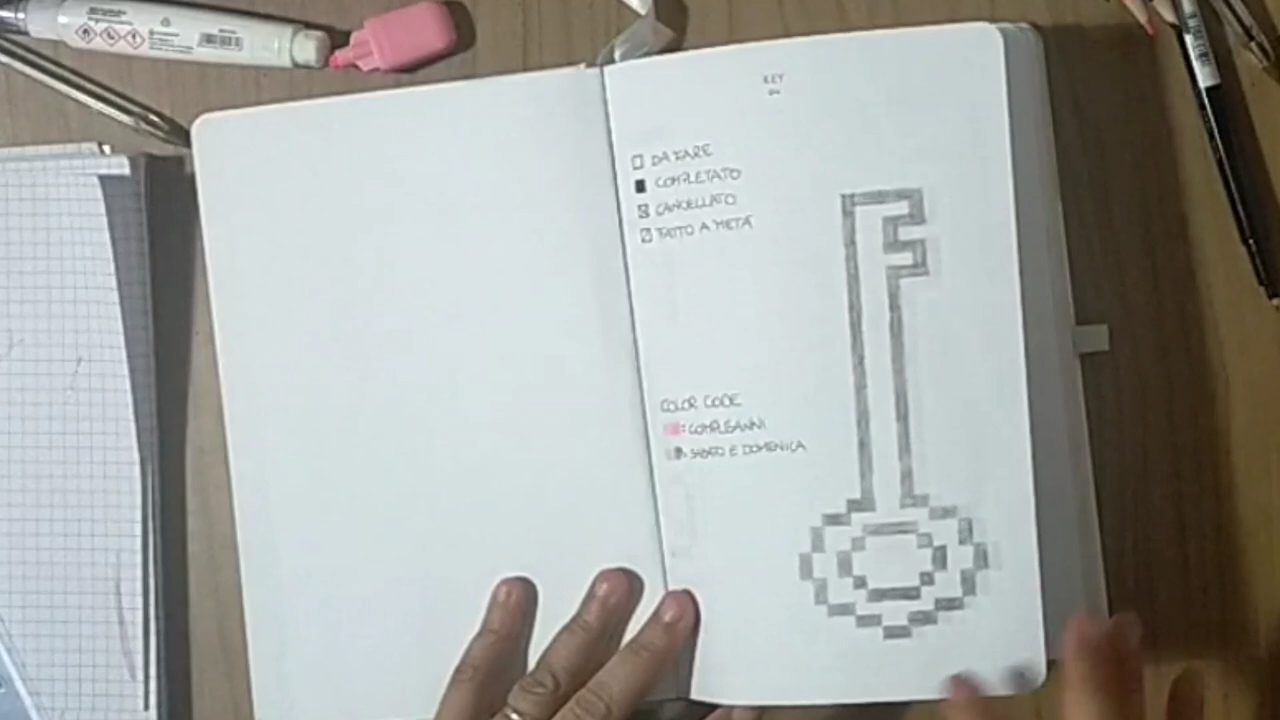 KEY
DA FARE
COMPLETATO
CANCELLATO
FATTO A METÀ
COLOR CODE
: COMPLEANNI
: SABATO E DOMENICA